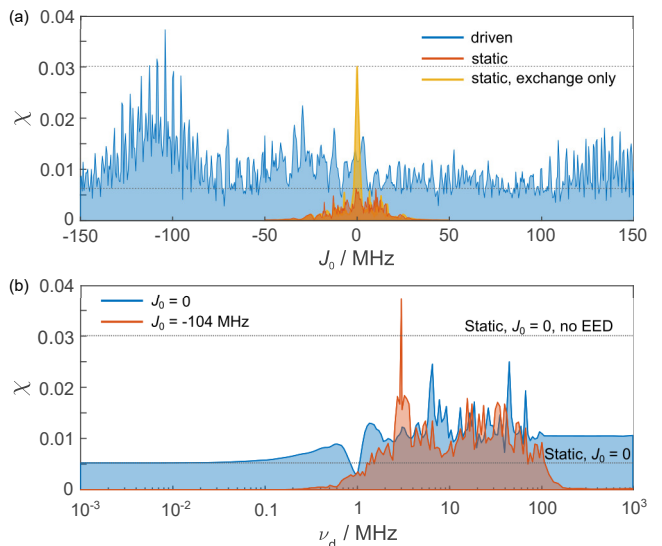 (a)
0.04
0.03
0.02
0.01
0
χ
driven
static
static, exchange only
-150 -100 -50 0 50 100 150
J₀ / MHz
(b)
0.04
0.03
0.02
0.01
0
χ
J₀ = 0
J₀ = -104 MHz
Static, J₀ = 0, no EED
Static, J₀ = 0
10⁻³ 10⁻² 0.1 1 10 100 10³
ν_d / MHz